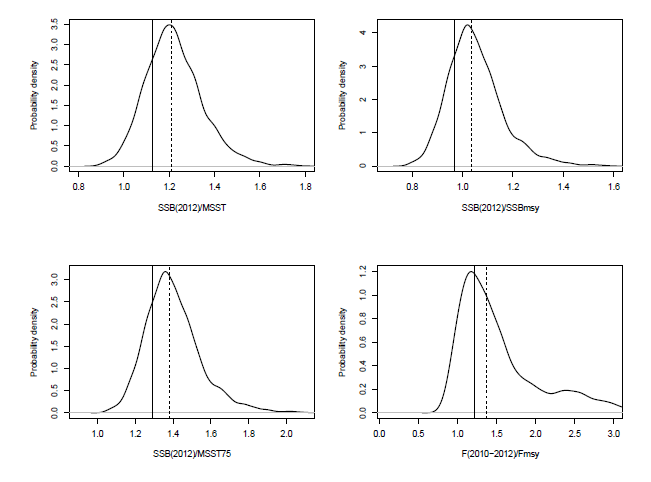 Probability density
0.0 0.5 1.0 1.5 2.0 2.5 3.0 3.5
0.8 1.0 1.2 1.4 1.6 1.8
SSB(2012)/MSST
Probability density
0 1 2 3 4
0.8 1.0 1.2 1.4 1.6
SSB(2012)/SSBmsy
Probability density
0.0 0.5 1.0 1.5 2.0 2.5 3.0
1.0 1.2 1.4 1.6 1.8 2.0
SSB(2012)/MSST75
Probability density
0.0 0.2 0.4 0.6 0.8 1.0 1.2
0.0 0.5 1.0 1.5 2.0 2.5 3.0
F(2010−2012)/Fmsy